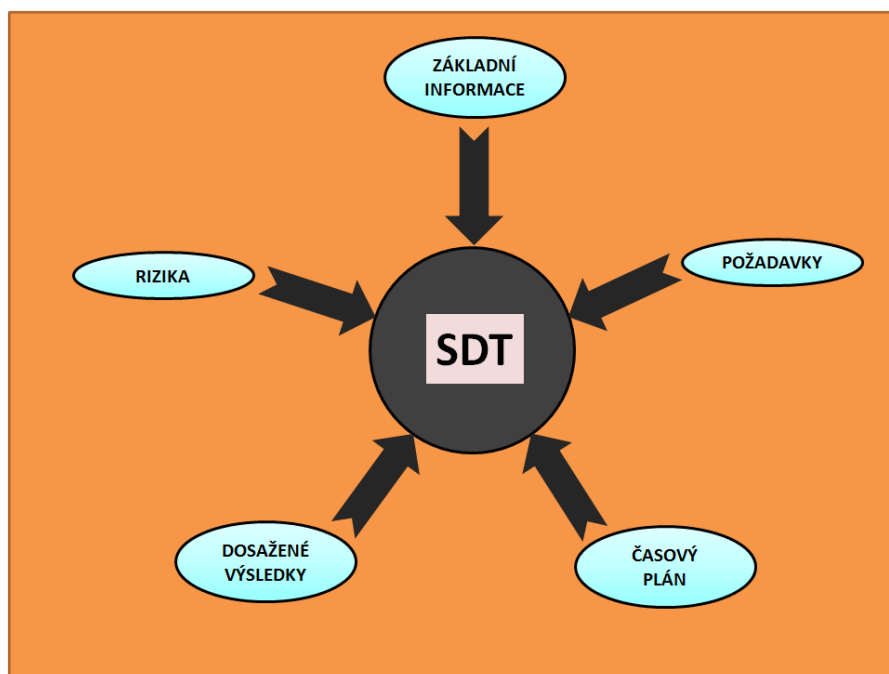 ZÁKLADNÍ
INFORMACE
RIZIKA
POŽADAVKY
SDT
DOSAŽENÉ
VÝSLEDKY
ČASOVÝ
PLÁN